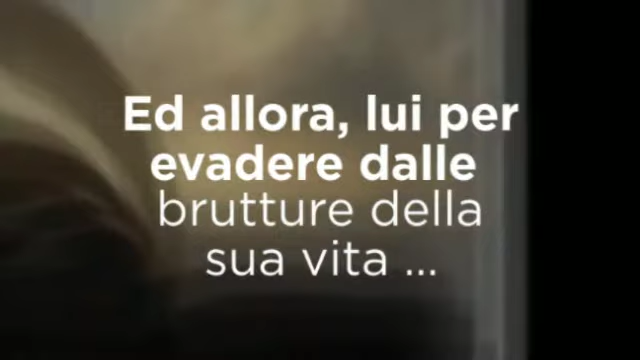 Ed allora, lui per
evadere dalle
brutture della
sua vita ...